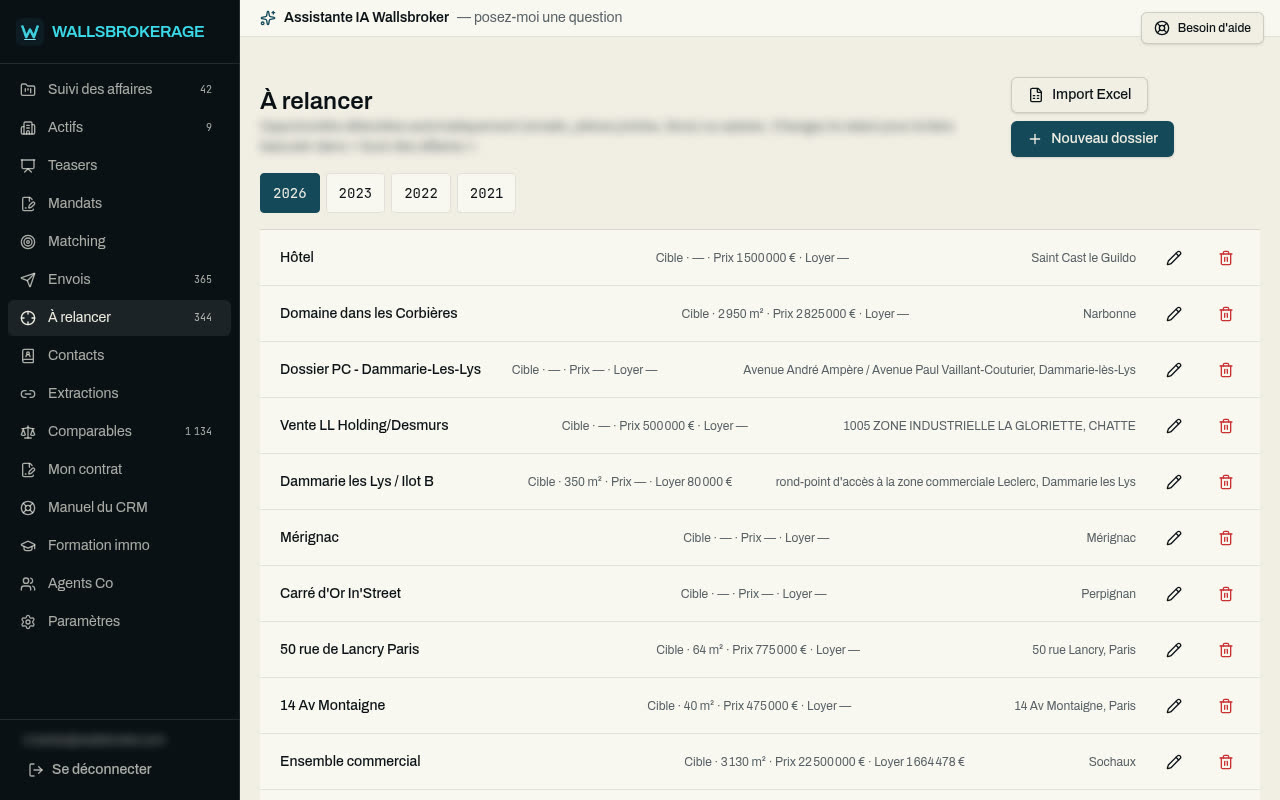 WALLSBROKERAGE
Suivi des affaires 42
Actifs 9
Teasers
Mandats
Matching
Envois 365
À relancer 344
Contacts
Extractions
Comparables 1 134
Mon contrat
Manuel du CRM
Formation immo
Agents Co
Paramètres
Se déconnecter
Assistante IA Wallsbroker — posez-moi une question
Besoin d'aide
À relancer
Import Excel
Nouveau dossier
2026 2023 2022 2021
Hôtel Cible · — · Prix 1 500 000 € · Loyer — Saint Cast le Guildo
Domaine dans les Corbières Cible · 2 950 m² · Prix 2 825 000 € · Loyer — Narbonne
Dossier PC - Dammarie-Les-Lys Cible · — · Prix — · Loyer — Avenue André Ampère / Avenue Paul Vaillant-Couturier, Dammarie-lès-Lys
Vente LL Holding/Desmurs Cible · — · Prix 500 000 € · Loyer — 1005 ZONE INDUSTRIELLE LA GLORIETTE, CHATTE
Dammarie les Lys / Ilot B Cible · 350 m² · Prix — · Loyer 80 000 € rond-point d'accès à la zone commerciale Leclerc, Dammarie les Lys
Mérignac Cible · — · Prix — · Loyer — Mérignac
Carré d'Or In'Street Cible · — · Prix — · Loyer — Perpignan
50 rue de Lancry Paris Cible · 64 m² · Prix 775 000 € · Loyer — 50 rue Lancry, Paris
14 Av Montaigne Cible · 40 m² · Prix 475 000 € · Loyer — 14 Av Montaigne, Paris
Ensemble commercial Cible · 3 130 m² · Prix 22 500 000 € · Loyer 1 664 478 € Sochaux